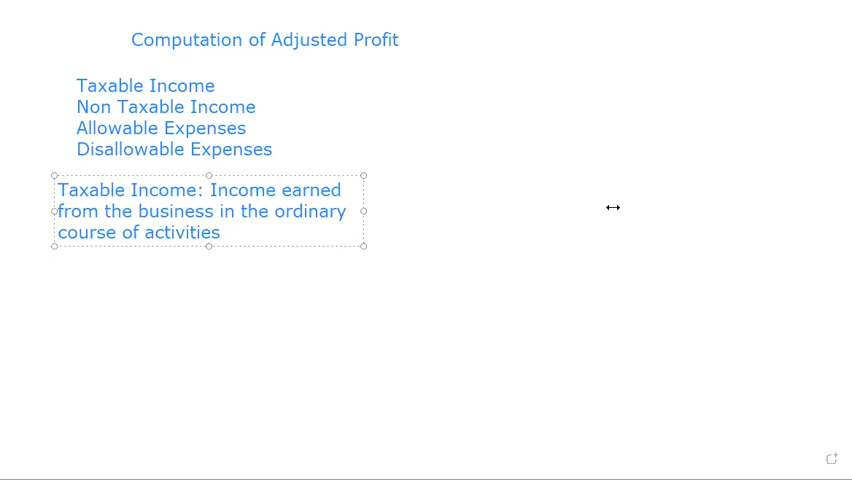 Computation of Adjusted Profit
Taxable Income
Non Taxable Income
Allowable Expenses
Disallowable Expenses
Taxable Income: Income earned
from the business in the ordinary
course of activities